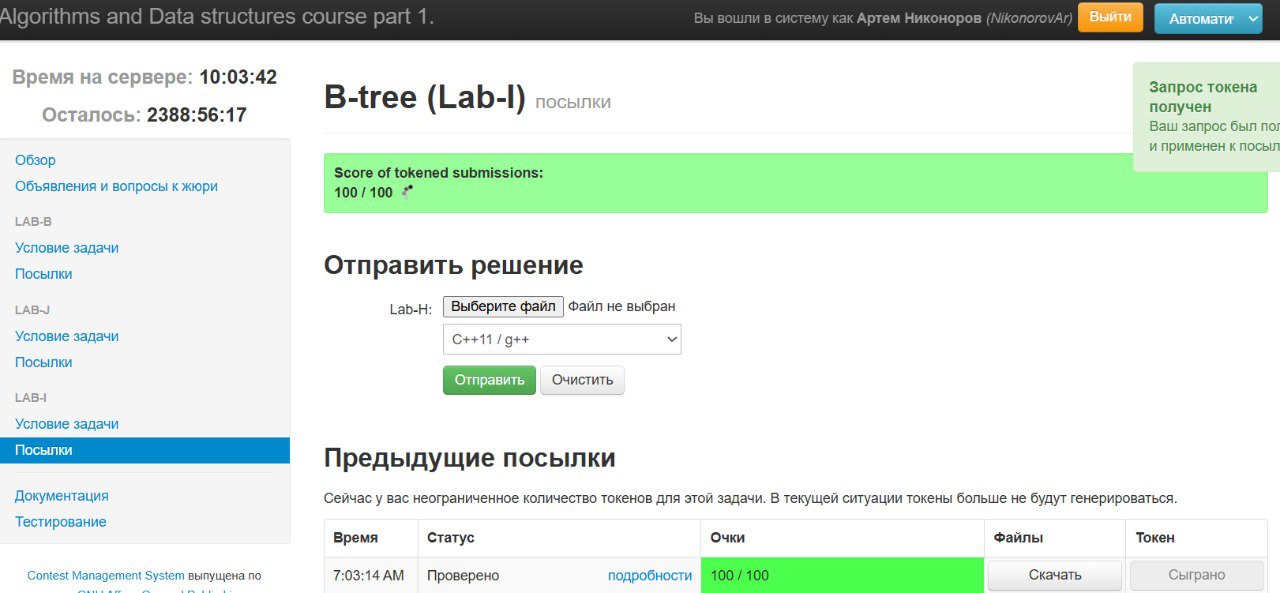 Algorithms and Data structures course part 1.
Вы вошли в систему как Артем Никоноров (NikonorovAr) Выйти Автомати
Время на сервере: 10:03:42
Осталось: 2388:56:17
Обзор
Объявления и вопросы к жюри
LAB-B
Условие задачи
Посылки
LAB-J
Условие задачи
Посылки
LAB-I
Условие задачи
Посылки
Документация
Тестирование
Contest Management System выпущена по
B-tree (Lab-I) посылки
Запрос токена
получен
Ваш запрос был пол
и применен к посыл
Score of tokened submissions:
100 / 100
Отправить решение
Lab-H: Выберите файл Файл не выбран
C++11 / g++
Отправить Очистить
Предыдущие посылки
Сейчас у вас неограниченное количество токенов для этой задачи. В текущей ситуации токены больше не будут генерироваться.
Время Статус Очки Файлы Токен
7:03:14 AM Проверено подробности 100 / 100 Скачать Сыграно